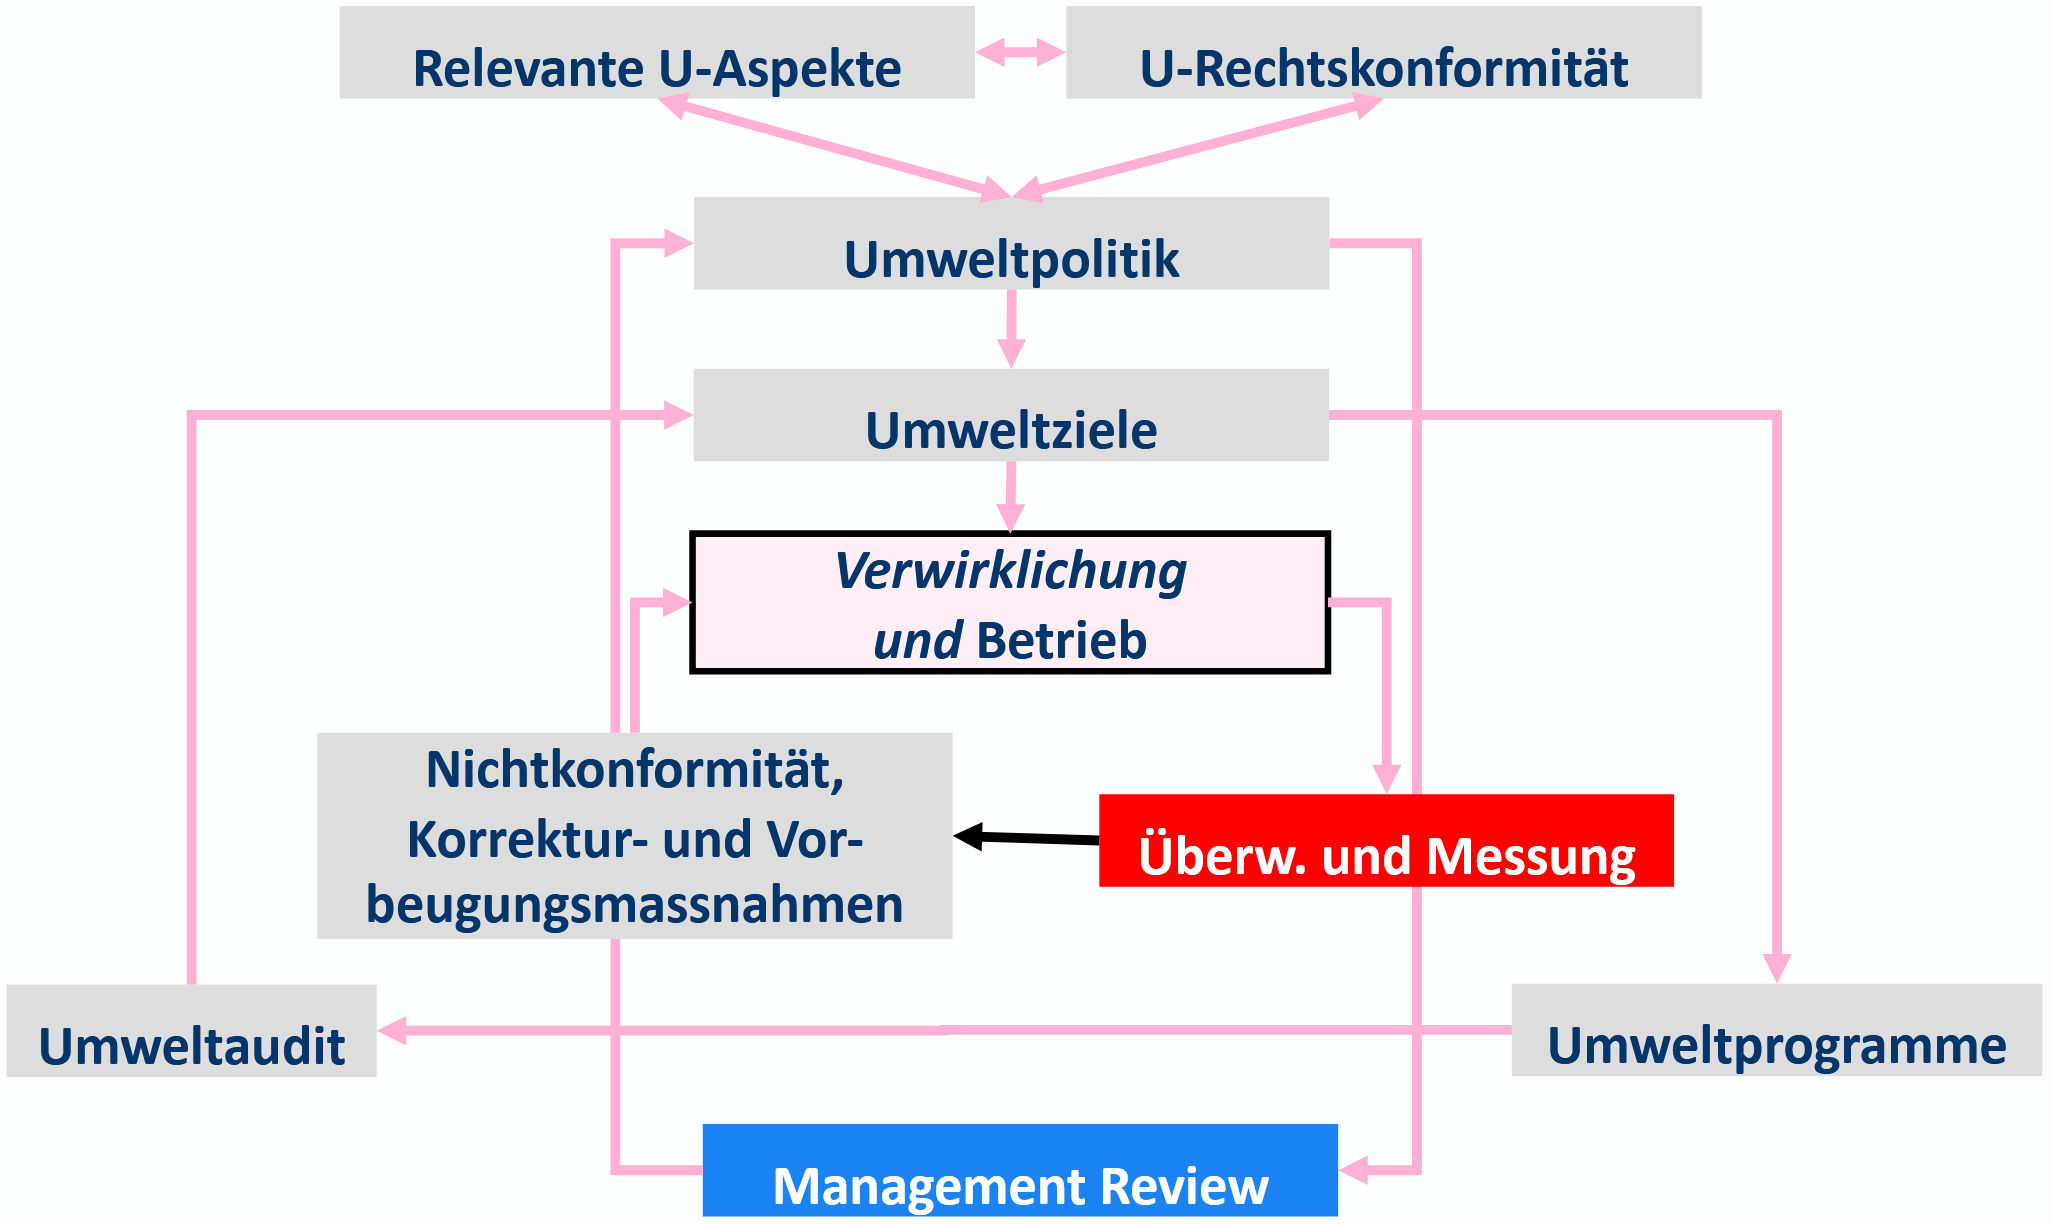 Relevante U-Aspekte
U-Rechtskonformität
Umweltpolitik
Umweltziele
Verwirklichung
und Betrieb
Nichtkonformität,
Korrektur- und Vor-
beugungsmassnahmen
Überw. und Messung
Umweltaudit
Umweltprogramme
Management Review